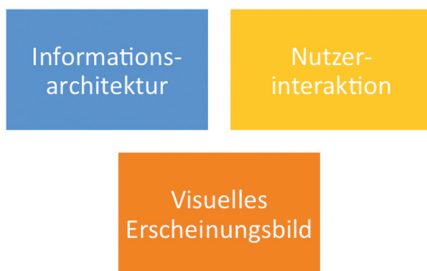 Informations-
architektur
Nutzer-
interaktion
Visuelles
Erscheinungsbild